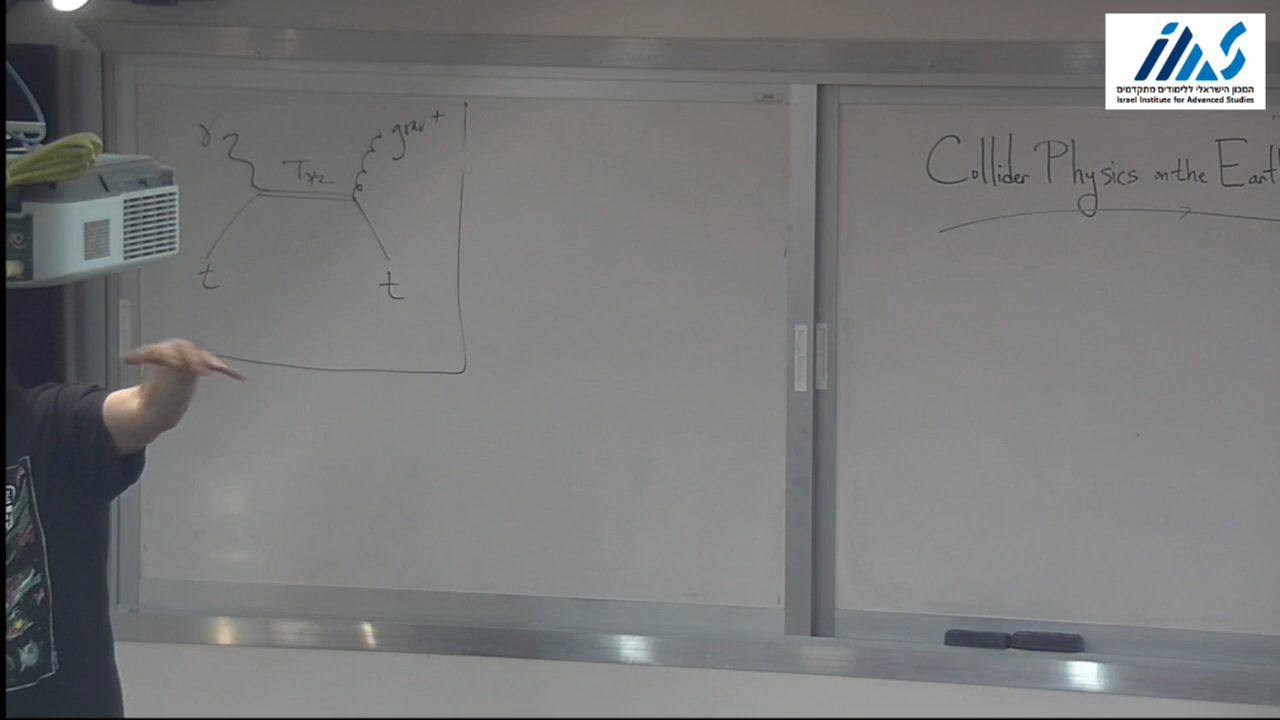 γ
T3/2
grav +
t
t
Collider Physics on the Eart
המכון הישראלי ללימודים מתקדמים
Israel Institute for Advanced Studies